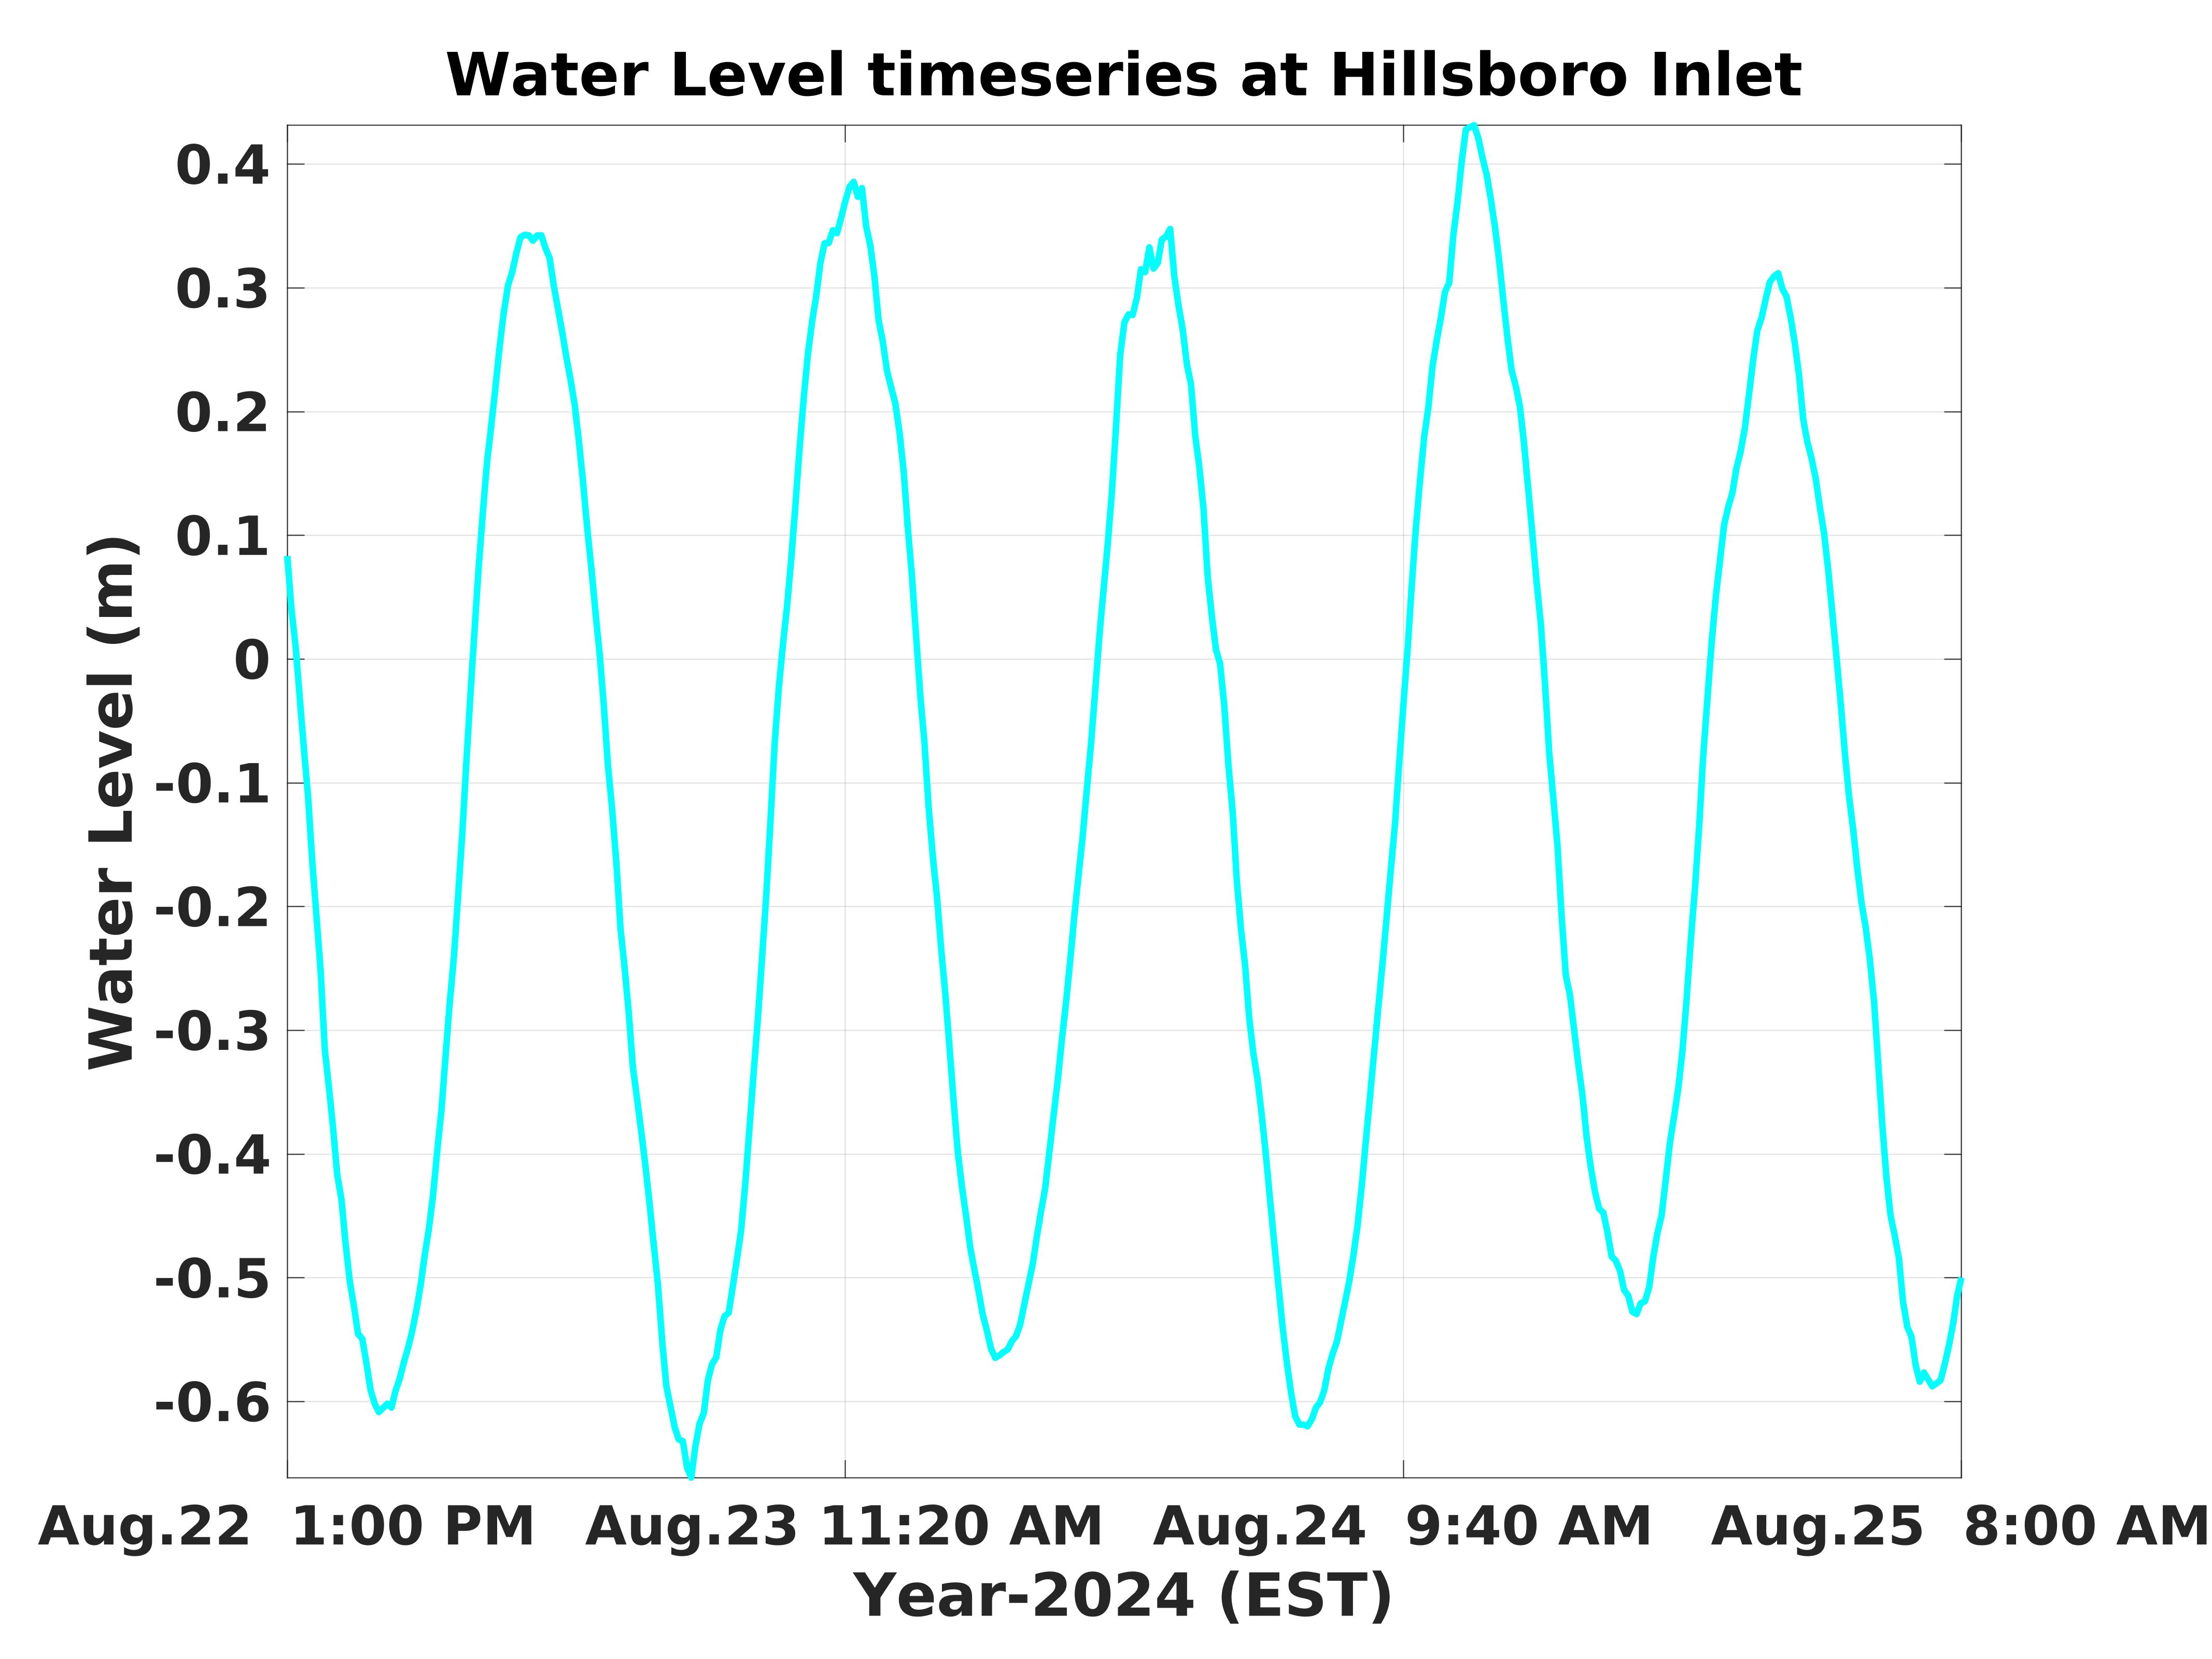 Water Level timeseries at Hillsboro Inlet
Water Level (m)
0.4
0.3
0.2
0.1
0
-0.1
-0.2
-0.3
-0.4
-0.5
-0.6
Aug.22 1:00 PM Aug.23 11:20 AM Aug.24 9:40 AM Aug.25 8:00 AM
Year-2024 (EST)